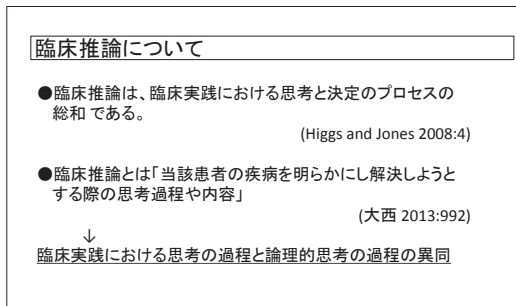 臨床推論について
●臨床推論は、臨床実践における思考と決定のプロセスの
総和 である。
(Higgs and Jones 2008:4)
●臨床推論とは「当該患者の疾病を明らかにし解決しようと
する際の思考過程や内容」
(大西 2013:992)
↓
臨床実践における思考の過程と論理的思考の過程の異同